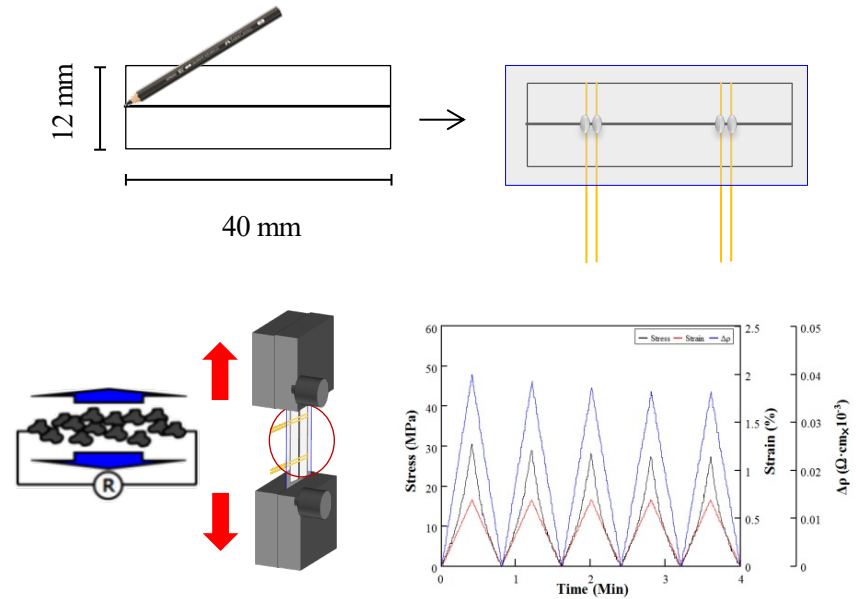 12 mm
40 mm
R
Stress Strain Δρ
60
50
40
30
20
10
0
Stress (MPa)
2.5
2
1.5
1
0.5
0
Strain (%)
0.05
0.04
0.03
0.02
0.01
0
Δρ (Ω·cm×10⁻³)
0 1 2 3 4
Time (Min)